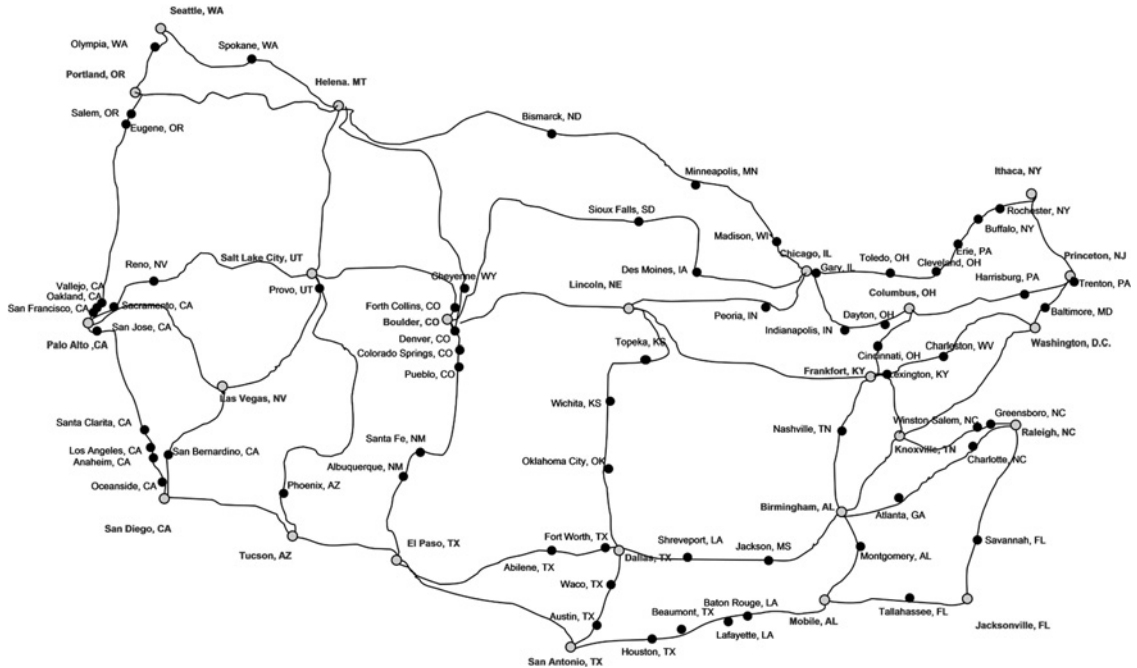 Seattle, WA
Olympia, WA
Spokane, WA
Portland, OR
Helena. MT
Salem, OR
Eugene, OR
Bismarck, ND
Minneapolis, MN
Ithaca, NY
Sioux Falls, SD
Rochester, NY
Buffalo, NY
Madison, WI
Erie, PA
Chicago, IL
Toledo, OH
Princeton, NJ
Salt Lake City, UT
Reno, NV
Cheyenne, WY
Des Moines, IA
Gary, IL
Cleveland, OH
Harrisburg, PA
Trenton, PA
Vallejo, CA
Provo, UT
Lincoln, NE
Columbus, OH
Oakland, CA
Sacramento, CA
Forth Collins, CO
San Francisco, CA
Peoria, IN
Baltimore, MD
Boulder, CO
Dayton, OH
San Jose, CA
Indianapolis, IN
Denver, CO
Topeka, KS
Charleston, WV
Washington, D.C.
Palo Alto ,CA
Colorado Springs, CO
Cincinnati, OH
Pueblo, CO
Frankfort, KY
Lexington, KY
Las Vegas, NV
Wichita, KS
Santa Clarita, CA
Winston-Salem, NC
Greensboro, NC
Nashville, TN
Raleigh, NC
Santa Fe, NM
Los Angeles, CA
San Bernardino, CA
Knoxville, TN
Anaheim, CA
Albuquerque, NM
Oklahoma City, OK
Charlotte, NC
Oceanside, CA
Phoenix, AZ
Birmingham, AL
Atlanta, GA
San Diego, CA
Fort Worth, TX
Shreveport, LA
Savannah, FL
El Paso, TX
Tucson, AZ
Dallas, TX
Jackson, MS
Montgomery, AL
Abilene, TX
Waco, TX
Baton Rouge, LA
Tallahassee, FL
Austin, TX
Beaumont, TX
Mobile, AL
Jacksonville, FL
Lafayette, LA
Houston, TX
San Antonio, TX